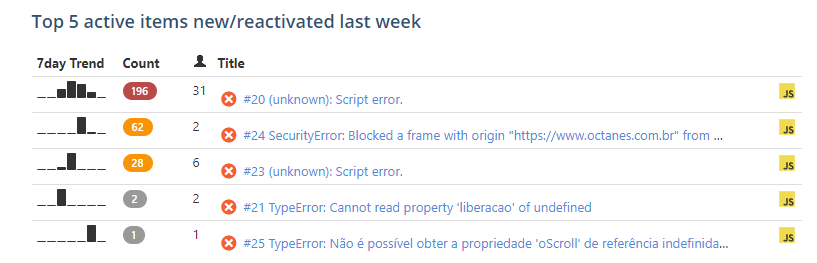 Top 5 active items new/reactivated last week
7day Trend Count Title
196 31 #20 (unknown): Script error. JS
62 2 #24 SecurityError: Blocked a frame with origin "https://www.octanes.com.br" from ... JS
28 6 #23 (unknown): Script error. JS
2 2 #21 TypeError: Cannot read property 'liberacao' of undefined JS
1 1 #25 TypeError: Não é possível obter a propriedade 'oScroll' de referência indefinida... JS